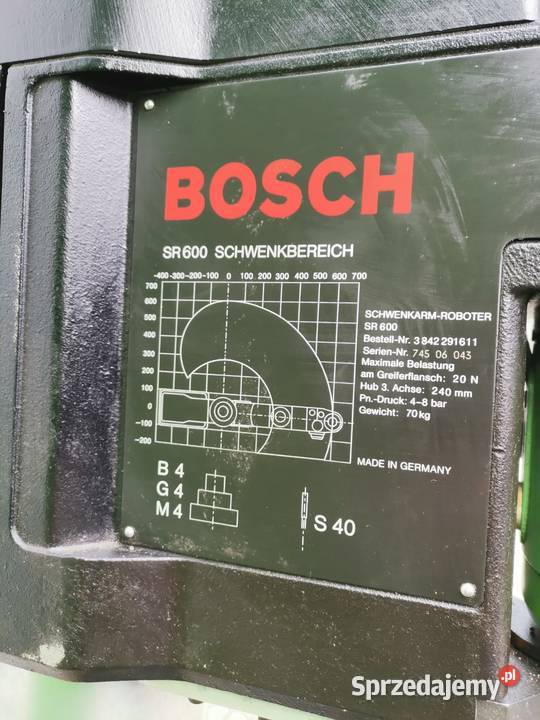 BOSCH
SR600 SCHWENKBEREICH
-400 -300 -200 -100 0 100 200 300 400 500 600 700
700
600
500
400
300
200
100
0
-100
-200
SCHWENKARM-ROBOTER
SR 600
Bestell-Nr. 3 842 291 611
Serien-Nr. 745 06 043
Maximale Belastung
am Greiferflansch: 20 N
Hub 3. Achse: 240 mm
Pn.-Druck: 4-8 bar
Gewicht: 70 kg
MADE IN GERMANY
B 4
G 4
M 4
S 40
Sprzedajemy.pl